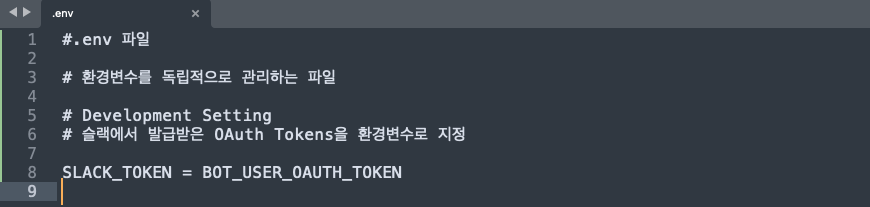 .env
1 #.env 파일
2
3 # 환경변수를 독립적으로 관리하는 파일
4
5 # Development Setting
6 # 슬랙에서 발급받은 OAuth Tokens을 환경변수로 지정
7
8 SLACK_TOKEN = BOT_USER_OAUTH_TOKEN
9